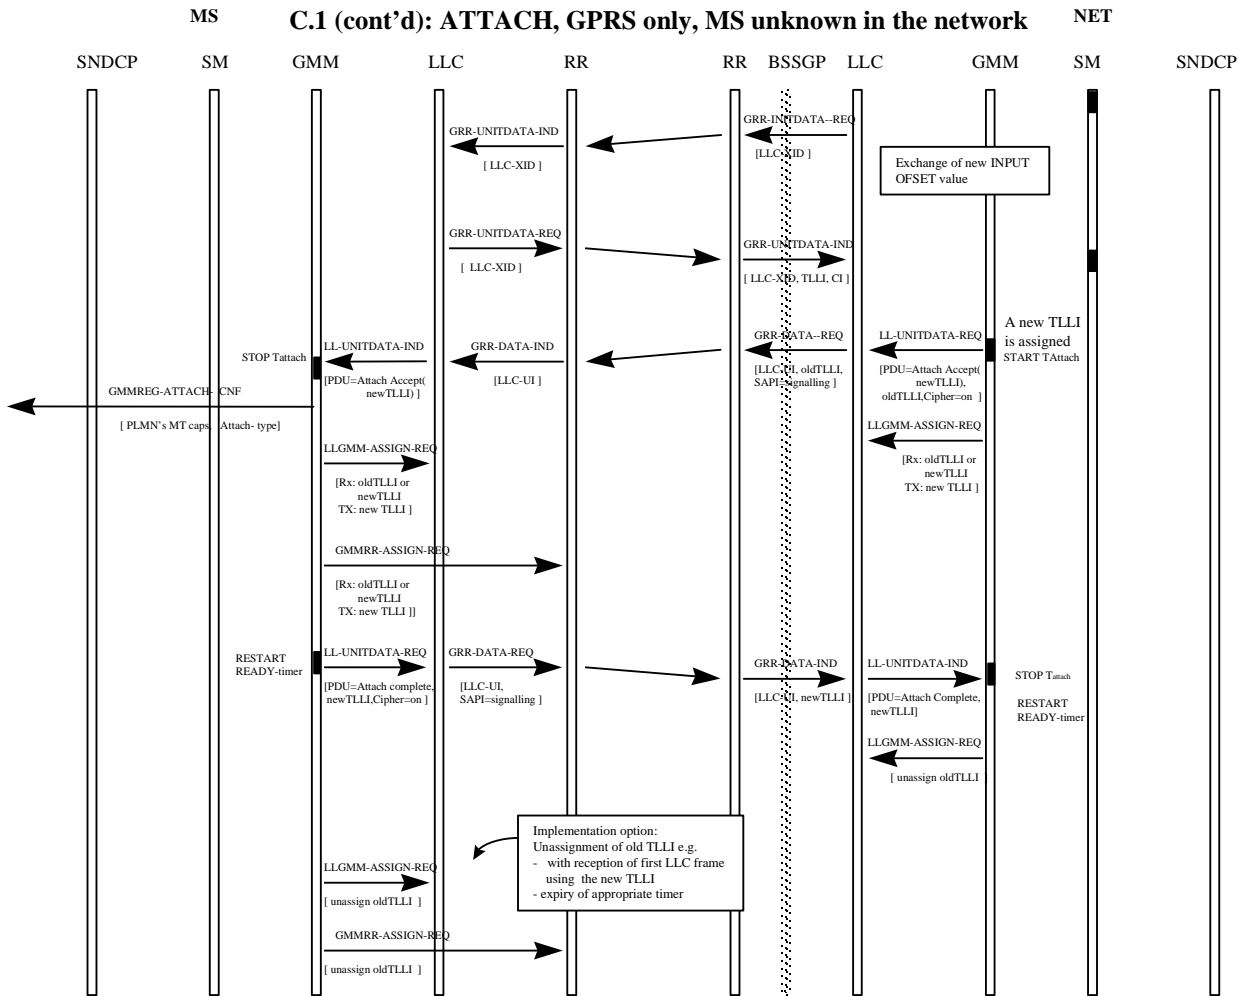 MS
C.1 (cont'd): ATTACH, GPRS only, MS unknown in the network
NET
SNDCP SM GMM LLC RR RR BSSGP LLC GMM SM SNDCP
GRR-UNITDATA-IND
[ LLC-XID ]
GRR-INITDATA--REQ
[LLC-XID ]
Exchange of new INPUT
OFSET value
GRR-UNITDATA-REQ
[ LLC-XID ]
GRR-UNITDATA-IND
[ LLC-XID, TLLI, CI ]
A new TLLI
is assigned
START TAttach
LL-UNITDATA-REQ
[PDU=Attach Accept(
newTLLI),
oldTLLI,Cipher=on ]
GRR-DATA--REQ
[LLC-UI, oldTLLI,
SAPI=signalling ]
GRR-DATA-IND
[LLC-UI ]
LL-UNITDATA-IND
[PDU=Attach Accept(
newTLLI) ]
STOP Tattach
GMMREG-ATTACH- CNF
[ PLMN's MT caps, Attach- type]
LLGMM-ASSIGN-REQ
[Rx: oldTLLI or
newTLLI
TX: new TLLI ]
LLGMM-ASSIGN-REQ
[Rx: oldTLLI or
newTLLI
TX: new TLLI ]
GMMRR-ASSIGN-REQ
[Rx: oldTLLI or
newTLLI
TX: new TLLI ]]
RESTART
READY-timer
LL-UNITDATA-REQ
[PDU=Attach complete,
newTLLI,Cipher=on ]
GRR-DATA-REQ
[LLC-UI,
SAPI=signalling ]
GRR-DATA-IND
[LLC-UI, newTLLI ]
LL-UNITDATA-IND
[PDU=Attach Complete,
newTLLI]
STOP Tattach
RESTART
READY-timer
LLGMM-ASSIGN-REQ
[ unassign oldTLLI ]
Implementation option:
Unassignment of old TLLI e.g.
- with reception of first LLC frame
using the new TLLI
- expiry of appropriate timer
LLGMM-ASSIGN-REQ
[ unassign oldTLLI ]
GMMRR-ASSIGN-REQ
[ unassign oldTLLI ]